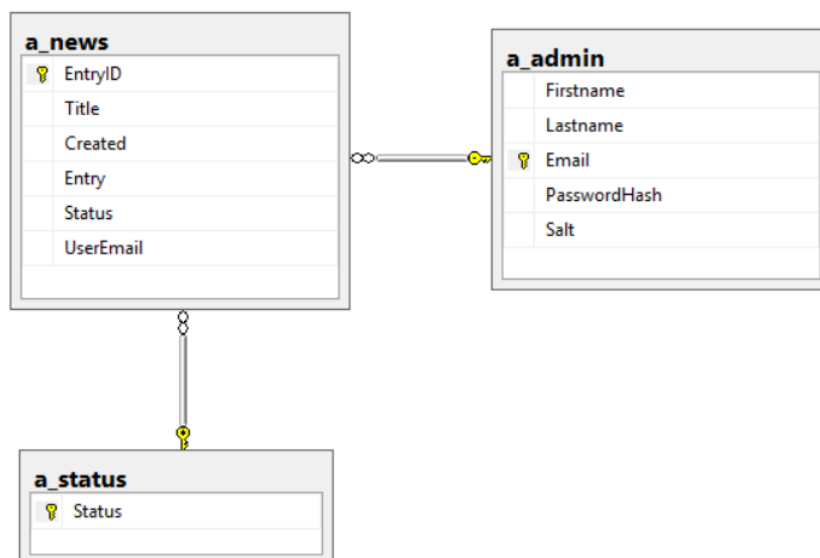 a_news
EntryID
Title
Created
Entry
Status
UserEmail
a_admin
Firstname
Lastname
Email
PasswordHash
Salt
a_status
Status